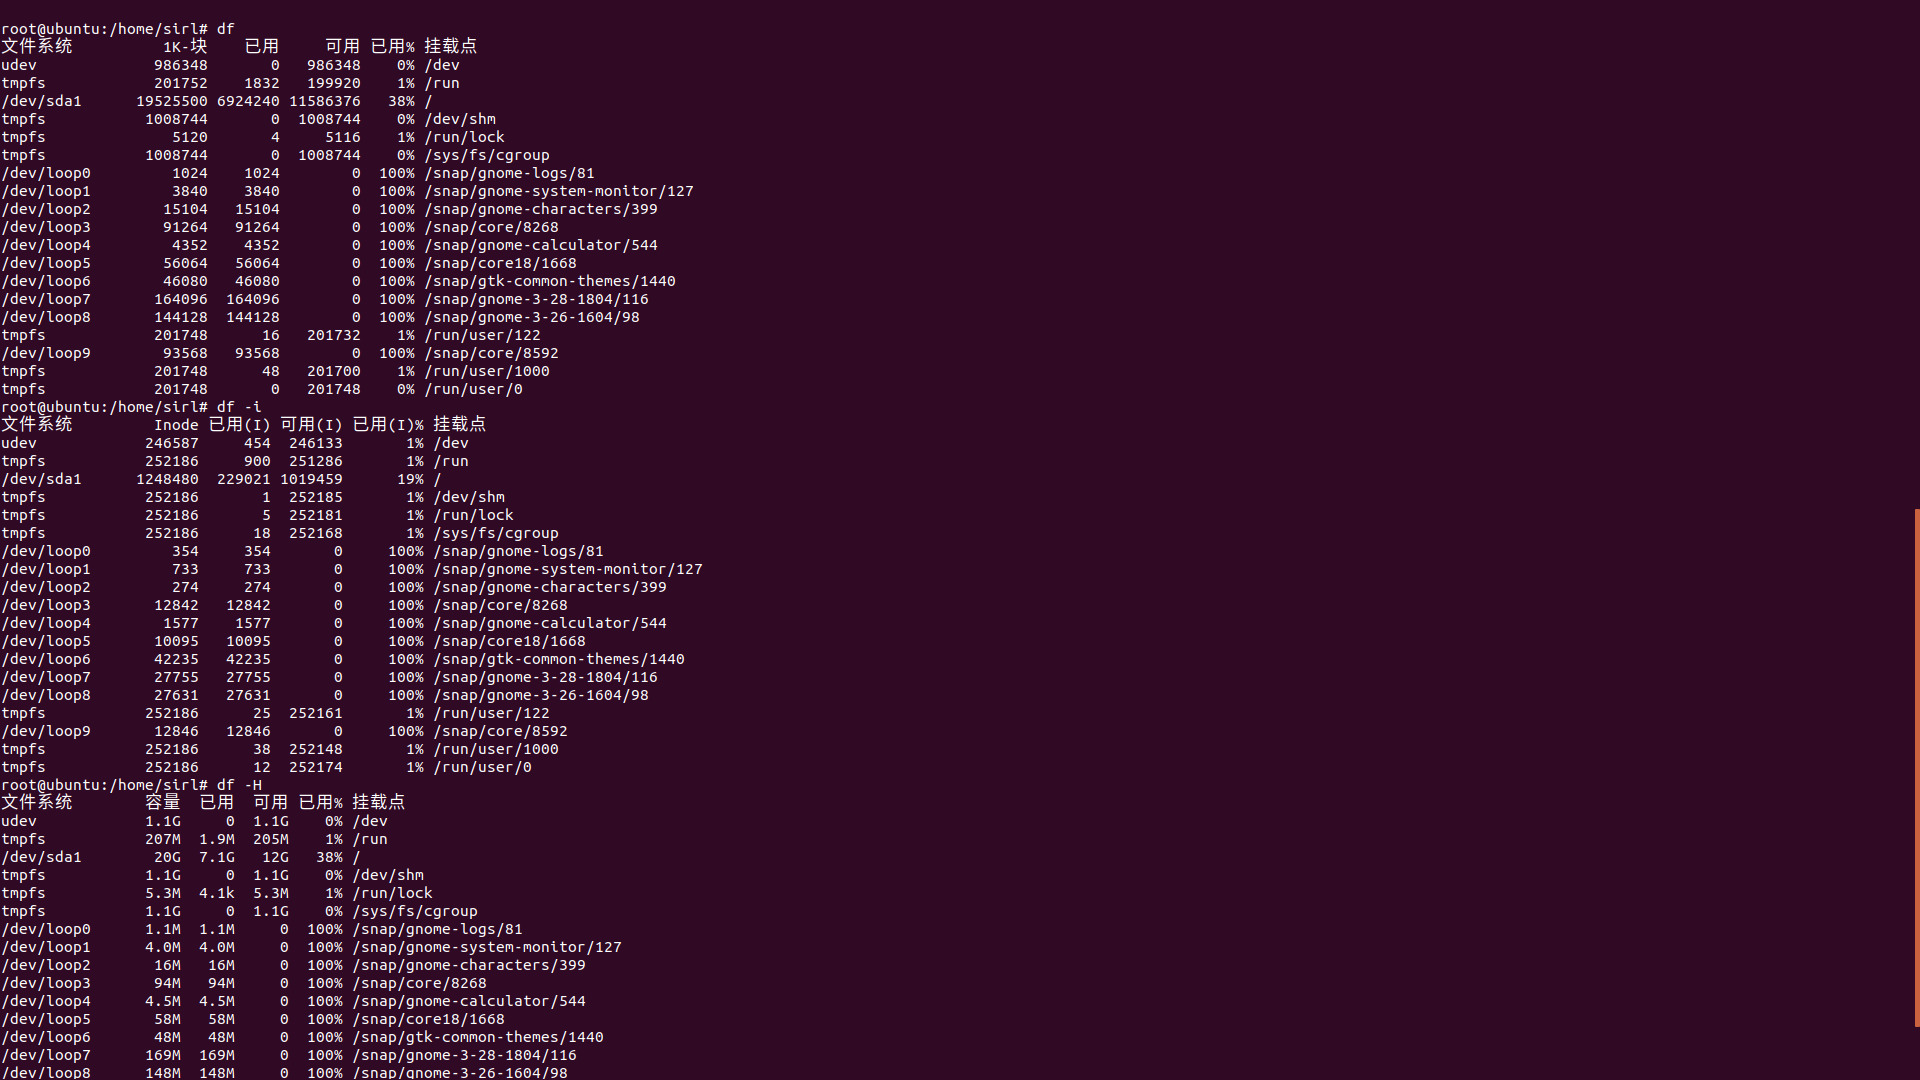 root@ubuntu:/home/sirl# df
文件系统          1K-块    已用     可用 已用% 挂载点
udev             986348       0   986348    0% /dev
tmpfs            201752    1832   199920    1% /run
/dev/sda1      19525500 6924240 11586376   38% /
tmpfs           1008744       0  1008744    0% /dev/shm
tmpfs              5120       4     5116    1% /run/lock
tmpfs           1008744       0  1008744    0% /sys/fs/cgroup
/dev/loop0         1024    1024        0  100% /snap/gnome-logs/81
/dev/loop1         3840    3840        0  100% /snap/gnome-system-monitor/127
/dev/loop2        15104   15104        0  100% /snap/gnome-characters/399
/dev/loop3        91264   91264        0  100% /snap/core/8268
/dev/loop4         4352    4352        0  100% /snap/gnome-calculator/544
/dev/loop5        56064   56064        0  100% /snap/core18/1668
/dev/loop6        46080   46080        0  100% /snap/gtk-common-themes/1440
/dev/loop7       164096  164096        0  100% /snap/gnome-3-28-1804/116
/dev/loop8       144128  144128        0  100% /snap/gnome-3-26-1604/98
tmpfs            201748      16   201732    1% /run/user/122
/dev/loop9        93568   93568        0  100% /snap/core/8592
tmpfs            201748      48   201700    1% /run/user/1000
tmpfs            201748       0   201748    0% /run/user/0
root@ubuntu:/home/sirl# df -i
文件系统         Inode 已用(I) 可用(I) 已用(I)% 挂载点
udev            246587     454  246133       1% /dev
tmpfs           252186     900  251286       1% /run
/dev/sda1      1248480  229021 1019459      19% /
tmpfs           252186       1  252185       1% /dev/shm
tmpfs           252186       5  252181       1% /run/lock
tmpfs           252186      18  252168       1% /sys/fs/cgroup
/dev/loop0         354     354       0     100% /snap/gnome-logs/81
/dev/loop1         733     733       0     100% /snap/gnome-system-monitor/127
/dev/loop2         274     274       0     100% /snap/gnome-characters/399
/dev/loop3       12842   12842       0     100% /snap/core/8268
/dev/loop4        1577    1577       0     100% /snap/gnome-calculator/544
/dev/loop5       10095   10095       0     100% /snap/core18/1668
/dev/loop6       42235   42235       0     100% /snap/gtk-common-themes/1440
/dev/loop7       27755   27755       0     100% /snap/gnome-3-28-1804/116
/dev/loop8       27631   27631       0     100% /snap/gnome-3-26-1604/98
tmpfs           252186      25  252161       1% /run/user/122
/dev/loop9       12846   12846       0     100% /snap/core/8592
tmpfs           252186      38  252148       1% /run/user/1000
tmpfs           252186      12  252174       1% /run/user/0
root@ubuntu:/home/sirl# df -H
文件系统        容量  已用  可用 已用% 挂载点
udev            1.1G     0  1.1G    0% /dev
tmpfs           207M  1.9M  205M    1% /run
/dev/sda1        20G  7.1G   12G   38% /
tmpfs           1.1G     0  1.1G    0% /dev/shm
tmpfs           5.3M  4.1k  5.3M    1% /run/lock
tmpfs           1.1G     0  1.1G    0% /sys/fs/cgroup
/dev/loop0      1.1M  1.1M     0  100% /snap/gnome-logs/81
/dev/loop1      4.0M  4.0M     0  100% /snap/gnome-system-monitor/127
/dev/loop2       16M   16M     0  100% /snap/gnome-characters/399
/dev/loop3       94M   94M     0  100% /snap/core/8268
/dev/loop4      4.5M  4.5M     0  100% /snap/gnome-calculator/544
/dev/loop5       58M   58M     0  100% /snap/core18/1668
/dev/loop6       48M   48M     0  100% /snap/gtk-common-themes/1440
/dev/loop7      169M  169M     0  100% /snap/gnome-3-28-1804/116
/dev/loop8      148M  148M     0  100% /snap/gnome-3-26-1604/98